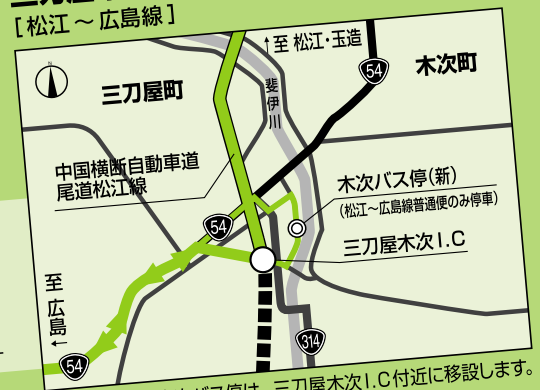 [松江～広島線]
↑至 松江・玉造
54
木次町
N
三刀屋町
斐伊川
中国横断自動車道
尾道松江線
木次バス停(新)
(松江～広島線普通便のみ停車)
54
三刀屋木次I.C
至 広島←
54
314
バス停は、三刀屋木次I.C付近に移設します。